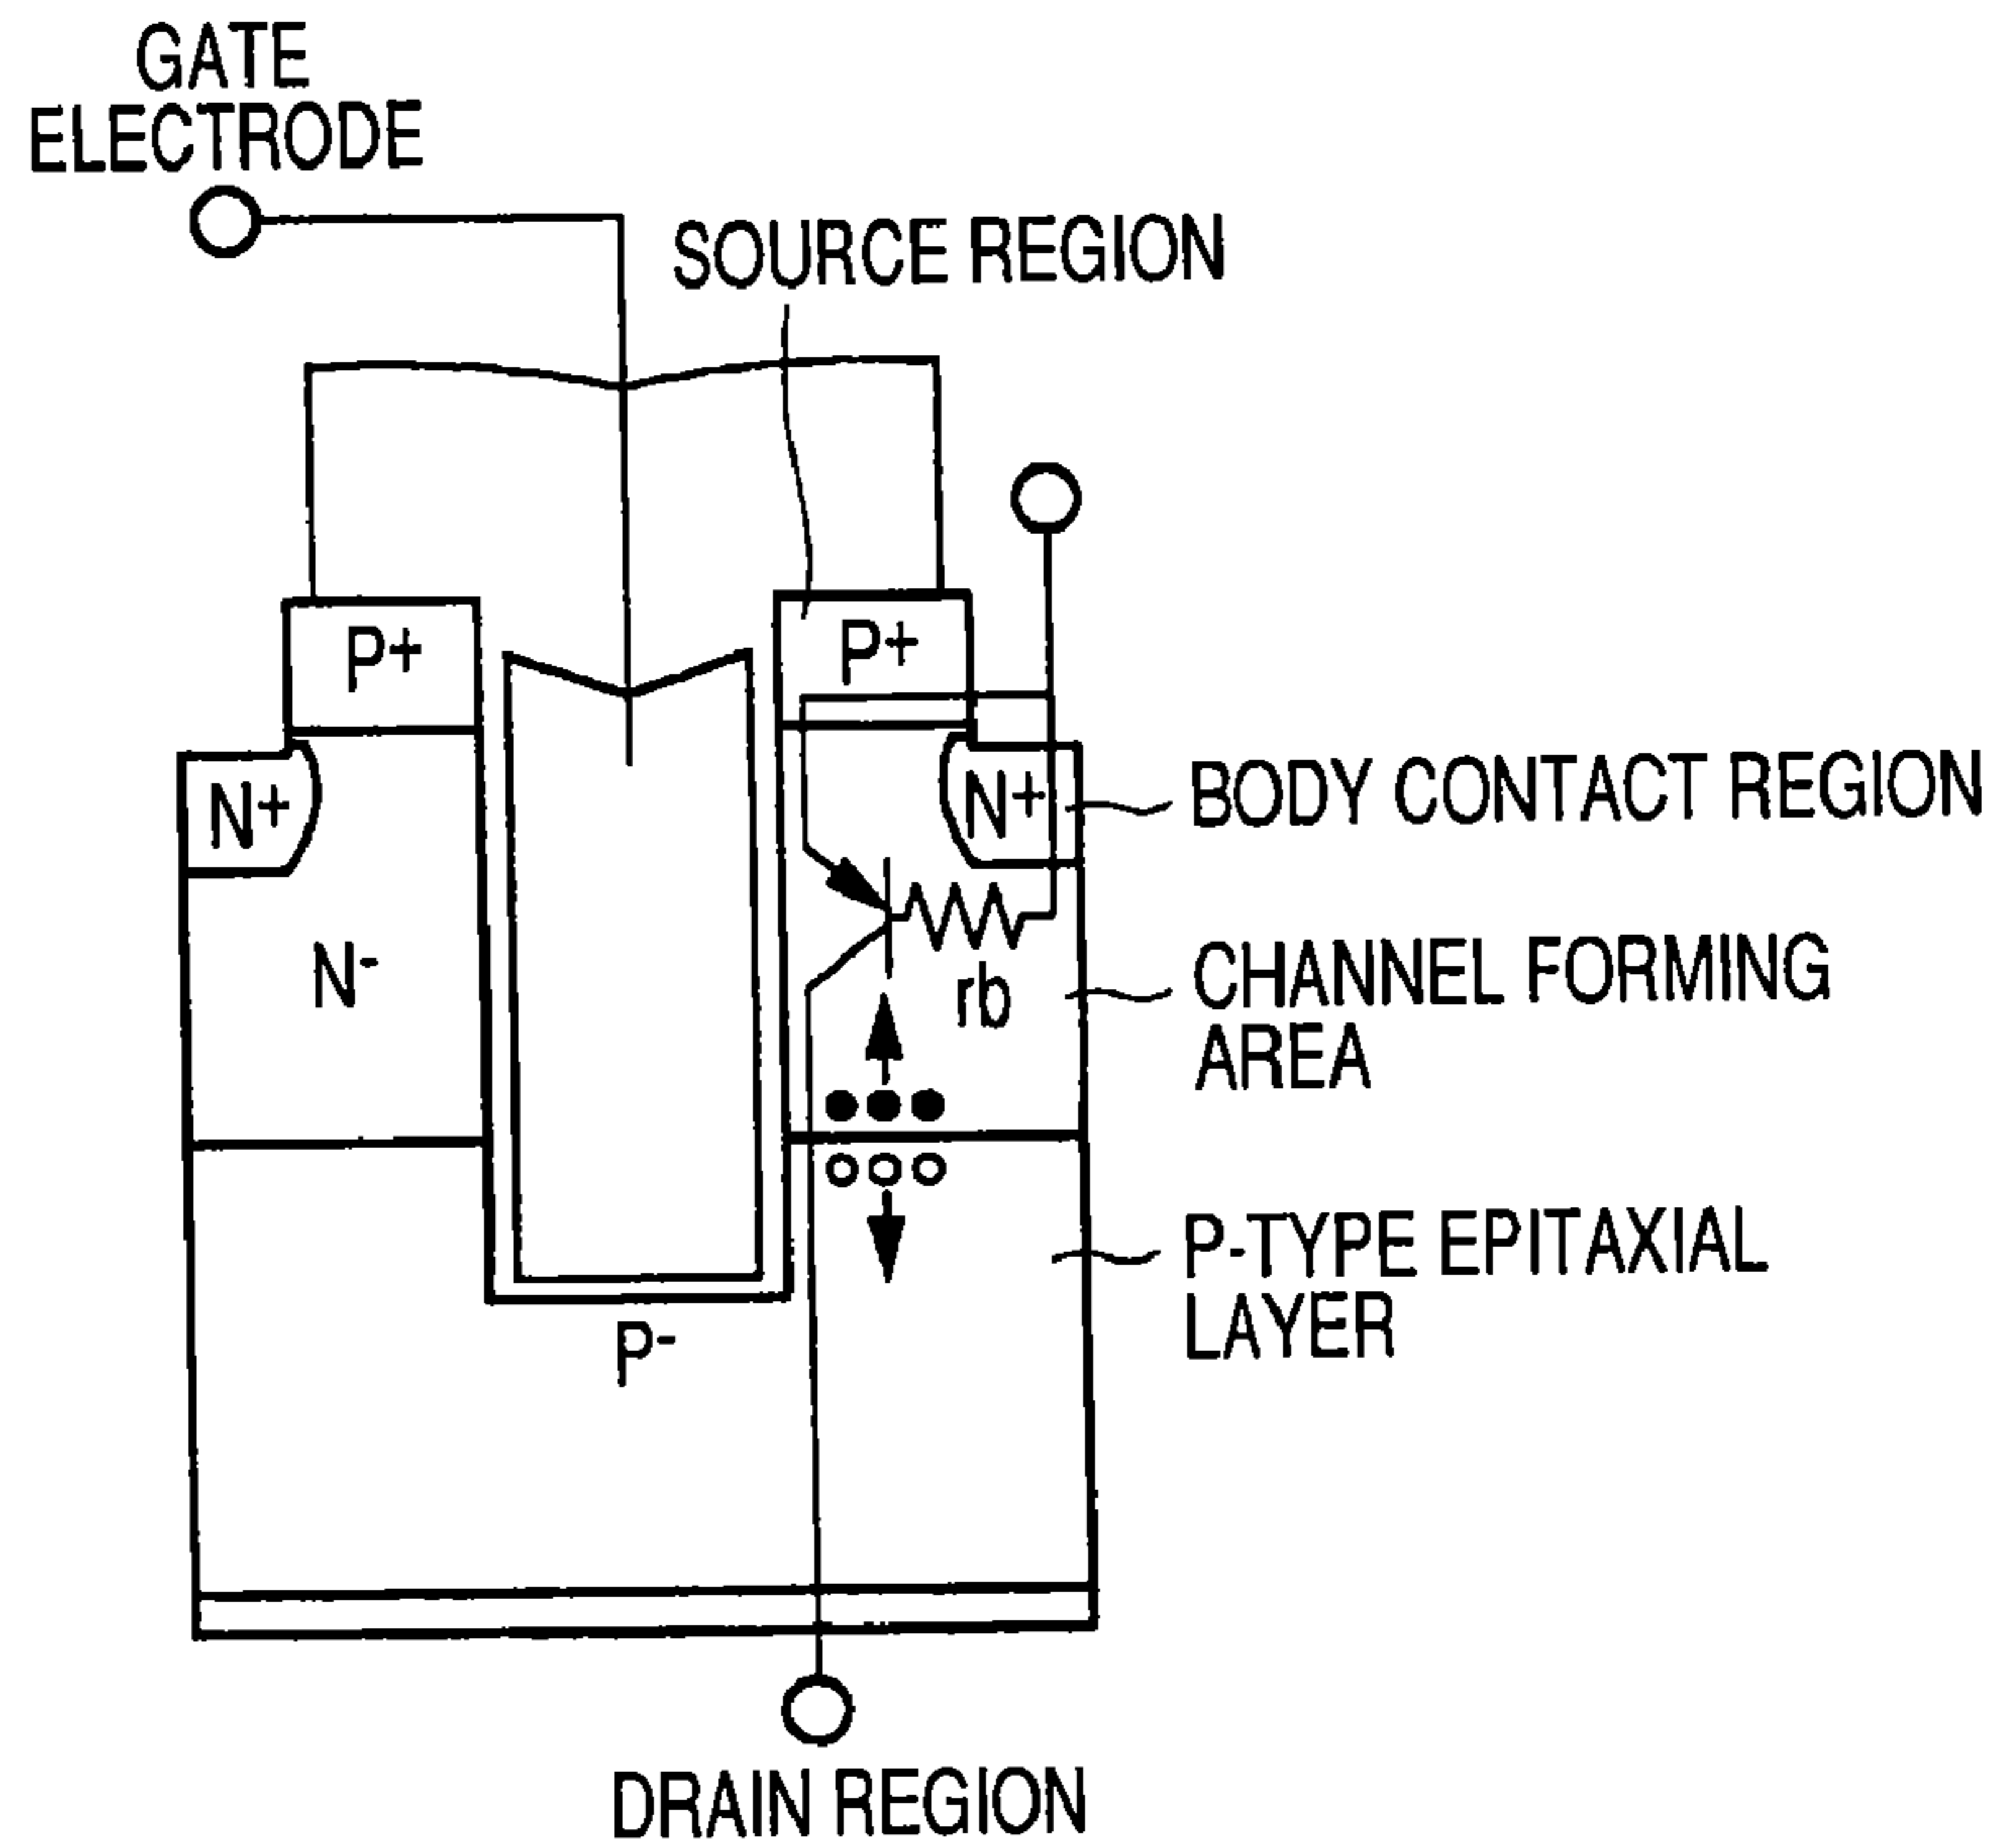 GATE
ELECTRODE
SOURCE REGION
P+
P+
N+
N+
BODY CONTACT REGION
N-
rb
CHANNEL FORMING
AREA
P-TYPE EPITAXIAL
LAYER
P-
DRAIN REGION